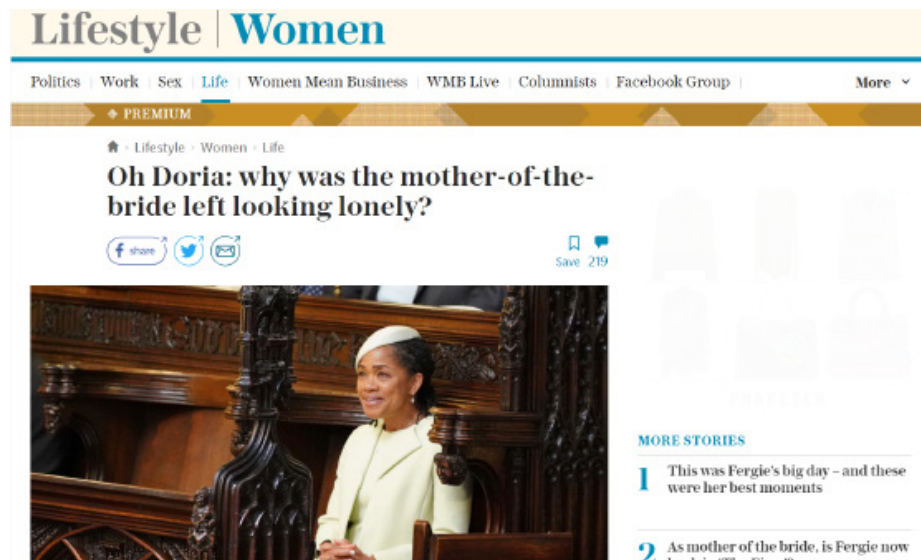 Lifestyle | Women
Politics | Work | Sex | Life | Women Mean Business | WMB Live | Columnists | Facebook Group | More
PREMIUM
Lifestyle › Women › Life
Oh Doria: why was the mother-of-the-
bride left looking lonely?
f share
Save 219
MORE STORIES
1 This was Fergie's big day – and these
were her best moments
2 As mother of the bride, is Fergie now